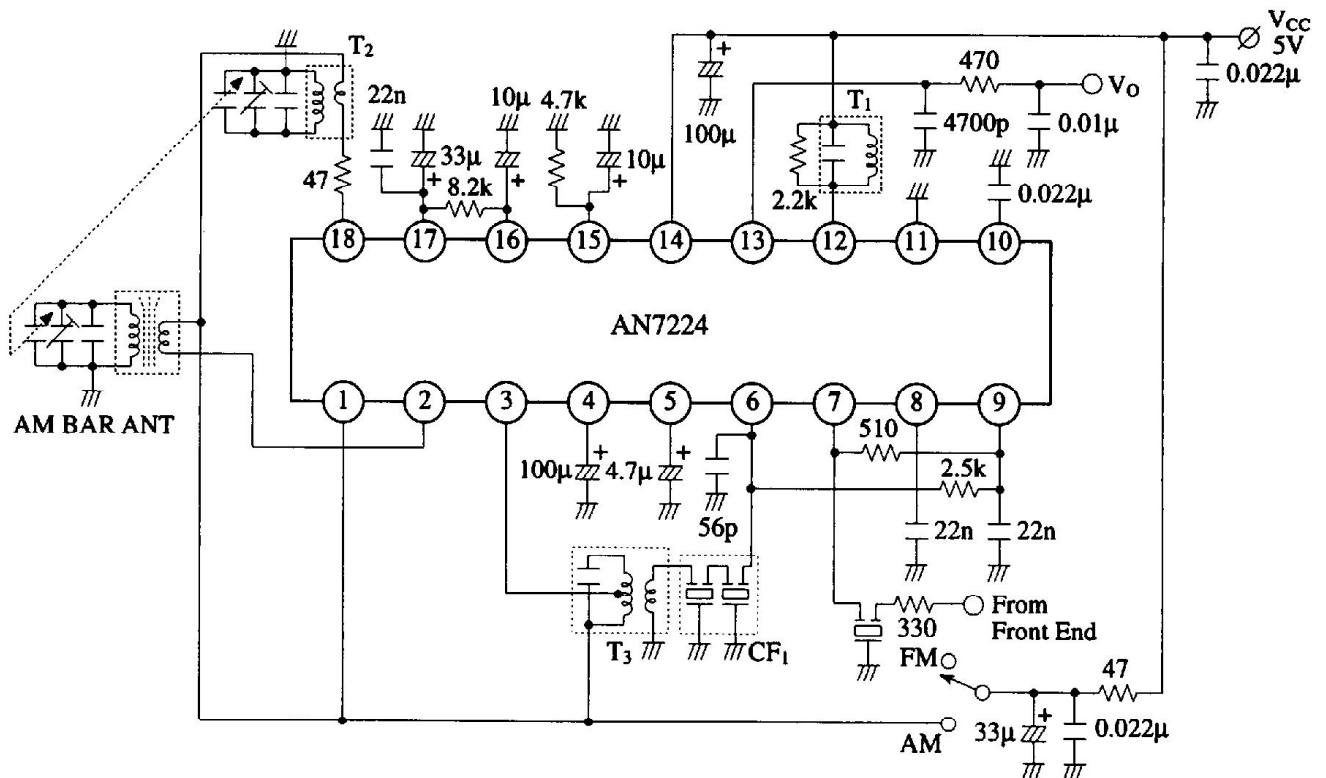 T2
22n
33μ
+
8.2k
10μ
+
4.7k
10μ
+
47
+
100μ
T1
2.2k
470
4700p
VO
0.01μ
0.022μ
VCC
5V
0.022μ
18
17
16
15
14
13
12
11
10
AN7224
1
2
3
4
5
6
7
8
9
AM BAR ANT
100μ
+
4.7μ
+
56p
510
2.5k
22n
22n
T3
CF1
330
From
Front End
FM
AM
47
33μ
+
0.022μ